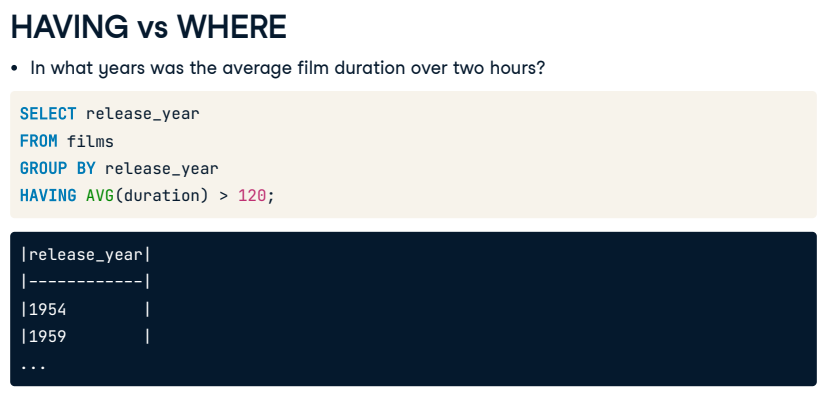 HAVING vs WHERE
• In what years was the average film duration over two hours?
SELECT release_year
FROM films
GROUP BY release_year
HAVING AVG(duration) > 120;
|release_year|
|------------|
|1954        |
|1959        |
...